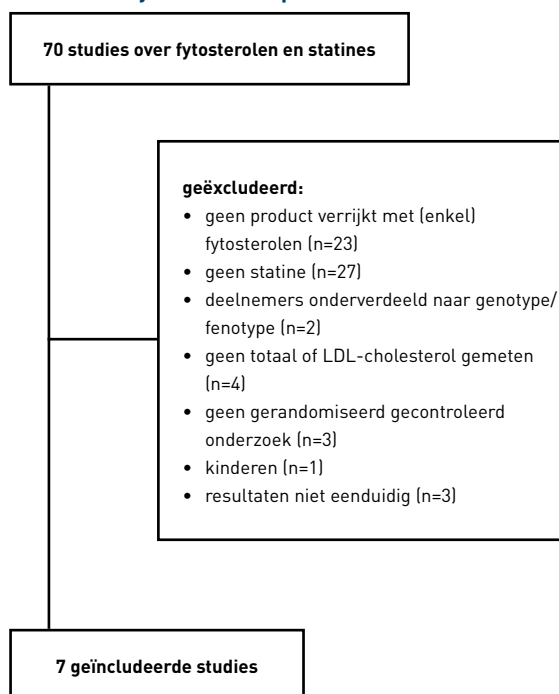 70 studies over fytosterolen en statines
geëxcludeerd:
• geen product verrijkt met (enkel)
fytosterolen (n=23)
• geen statine (n=27)
• deelnemers onderverdeeld naar genotype/
fenotype (n=2)
• geen totaal of LDL-cholesterol gemeten
(n=4)
• geen gerandomiseerd gecontroleerd
onderzoek (n=3)
• kinderen (n=1)
• resultaten niet eenduidig (n=3)
7 geïncludeerde studies